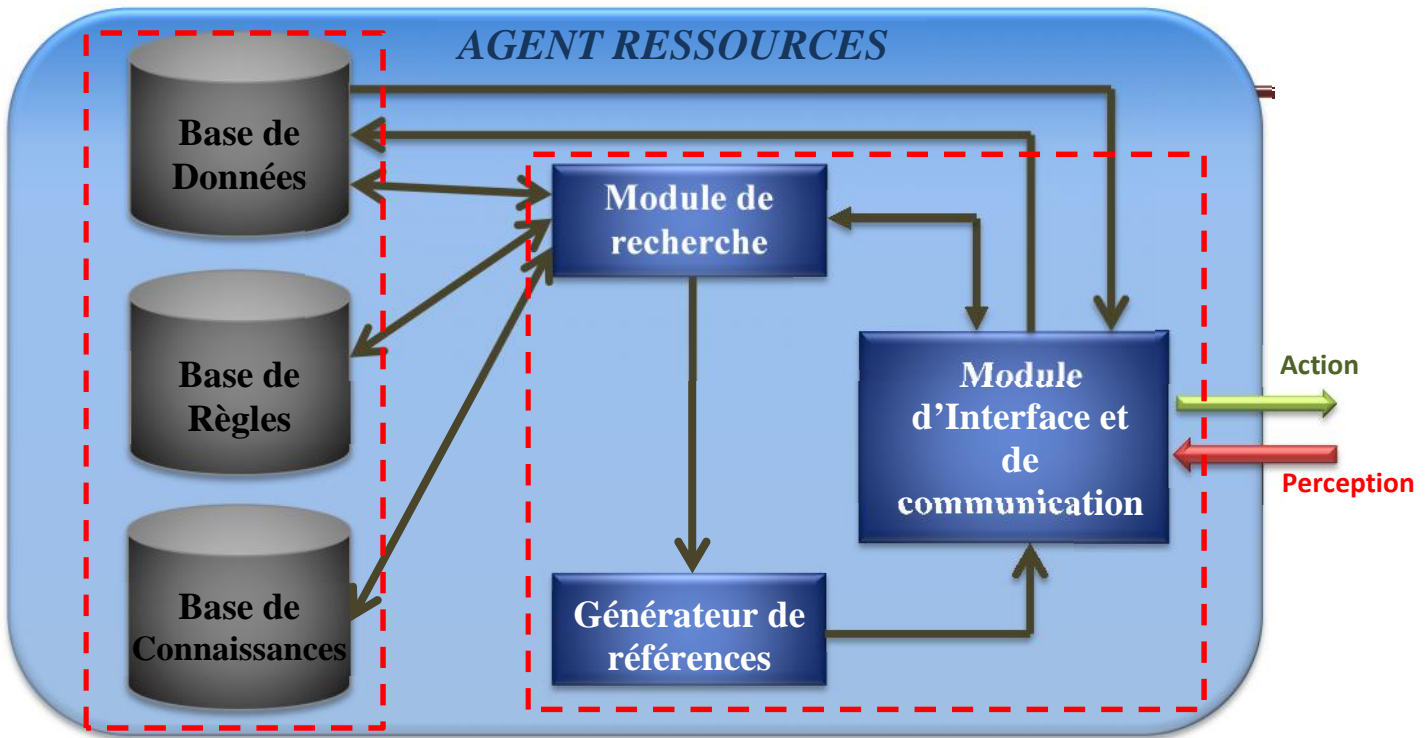 AGENT RESSOURCES
Base de
Données
Module de
recherche
Base de
Règles
Module
d’Interface et
de
communication
Action
Perception
Base de
Connaissances
Générateur de
références